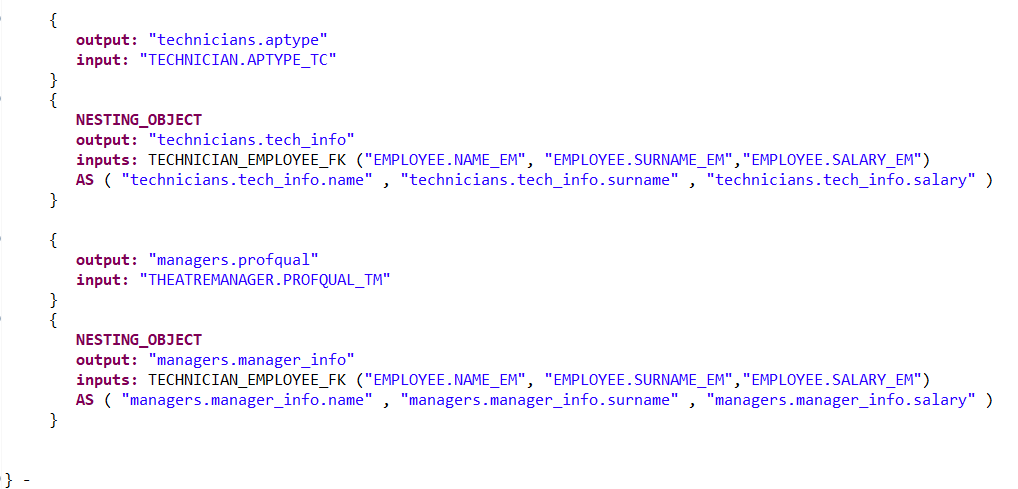 {
output: "technicians.aptype"
input: "TECHNICIAN.APTYPE_TC"
}
{
NESTING_OBJECT
output: "technicians.tech_info"
inputs: TECHNICIAN_EMPLOYEE_FK ("EMPLOYEE.NAME_EM", "EMPLOYEE.SURNAME_EM","EMPLOYEE.SALARY_EM")
AS ( "technicians.tech_info.name" , "technicians.tech_info.surname" , "technicians.tech_info.salary" )
}
{
output: "managers.profqual"
input: "THEATREMANAGER.PROFQUAL_TM"
}
{
NESTING_OBJECT
output: "managers.manager_info"
inputs: TECHNICIAN_EMPLOYEE_FK ("EMPLOYEE.NAME_EM", "EMPLOYEE.SURNAME_EM","EMPLOYEE.SALARY_EM")
AS ( "managers.manager_info.name" , "managers.manager_info.surname" , "managers.manager_info.salary" )
}
} -